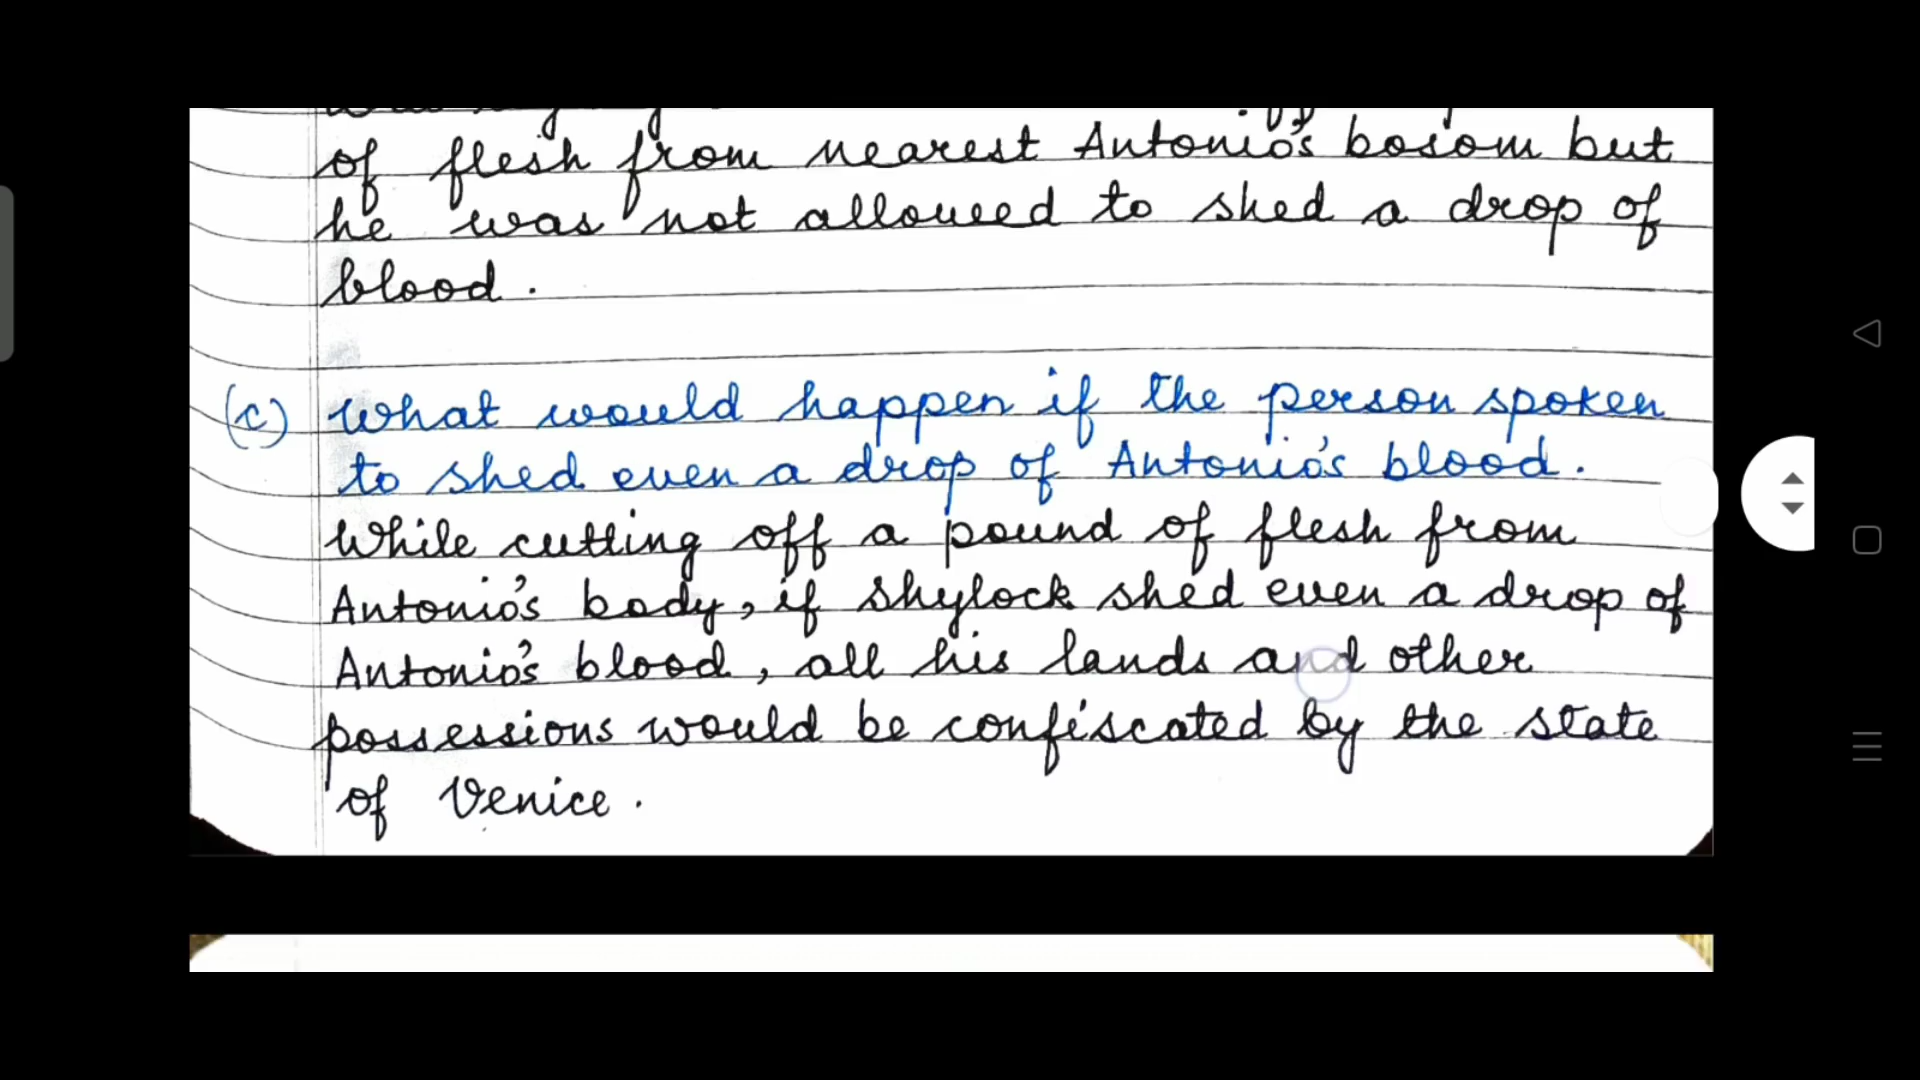 of flesh from nearest Antonio's bosom but
he was not allowed to shed a drop of
blood.
(c) What would happen if the person spoken
to shed even a drop of Antonio's blood.
While cutting off a pound of flesh from
Antonio's body, if Shylock shed even a drop of
Antonio's blood, all his lands and other
possessions would be confiscated by the state
of Venice.